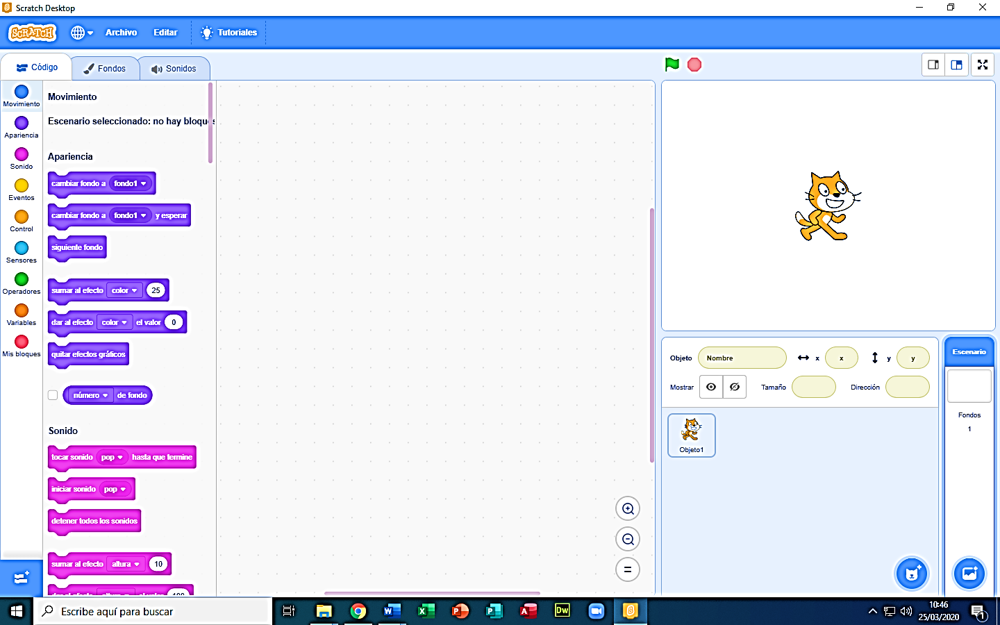 Scratch Desktop
SCRATCH
Archivo
Editar
Tutoriales
Código
Fondos
Sonidos
Movimiento
Apariencia
Sonido
Eventos
Control
Sensores
Operadores
Variables
Mis bloques
Movimiento
Escenario seleccionado: no hay bloques
Apariencia
cambiar fondo a fondo1
cambiar fondo a fondo1 y esperar
siguiente fondo
sumar al efecto color 25
dar al efecto color el valor 0
quitar efectos gráficos
número de fondo
Sonido
tocar sonido pop hasta que termine
iniciar sonido pop
detener todos los sonidos
sumar al efecto altura 10
Objeto Nombre x x y y
Mostrar Tamaño Dirección
Objeto1
Escenario
Fondos
1
Escribe aquí para buscar
Dw
10:46
25/03/2020
1